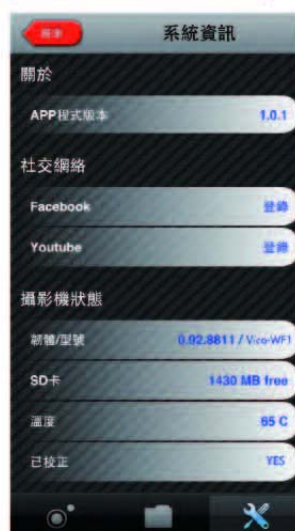 系統資訊
關於
APP程式版本 1.0.1
社交網絡
Facebook 登錄
Youtube 登錄
攝影機狀態
韌體/型號 0.02.8811 / Vico-WF1
SD卡 1430 MB free
溫度 65 C
已校正 YES